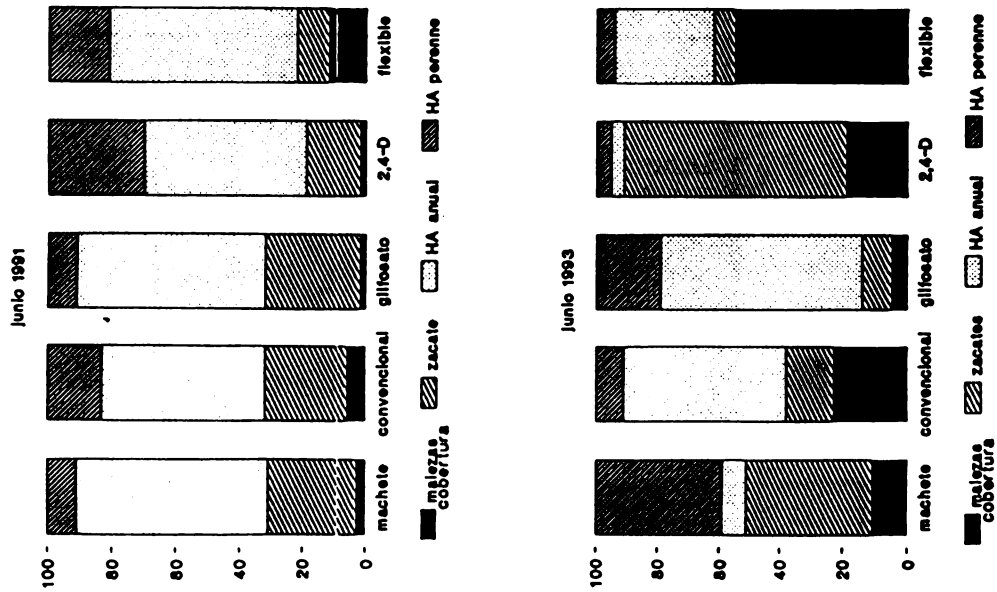 junio 1991
100 -
80 -
60 -
40 -
20 -
0 -
machete convencional glifosato 2,4-D flexible
malezas cobertura zacate HA anual HA perenne
junio 1993
100 -
80 -
60 -
40 -
20 -
0 -
machete convencional glifosato 2,4-D flexible
malezas cobertura zacates HA anual HA perenne